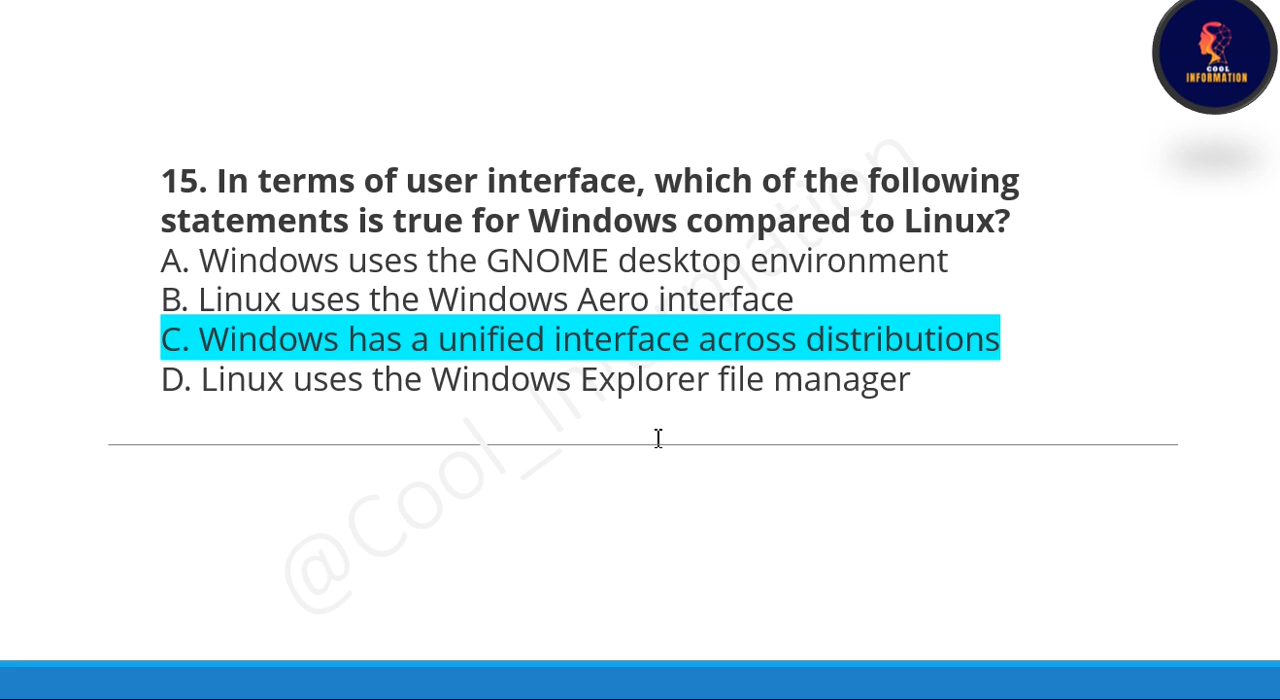 COOL
INFORMATION
15. In terms of user interface, which of the following
statements is true for Windows compared to Linux?
A. Windows uses the GNOME desktop environment
B. Linux uses the Windows Aero interface
C. Windows has a unified interface across distributions
D. Linux uses the Windows Explorer file manager
@Cool_Information